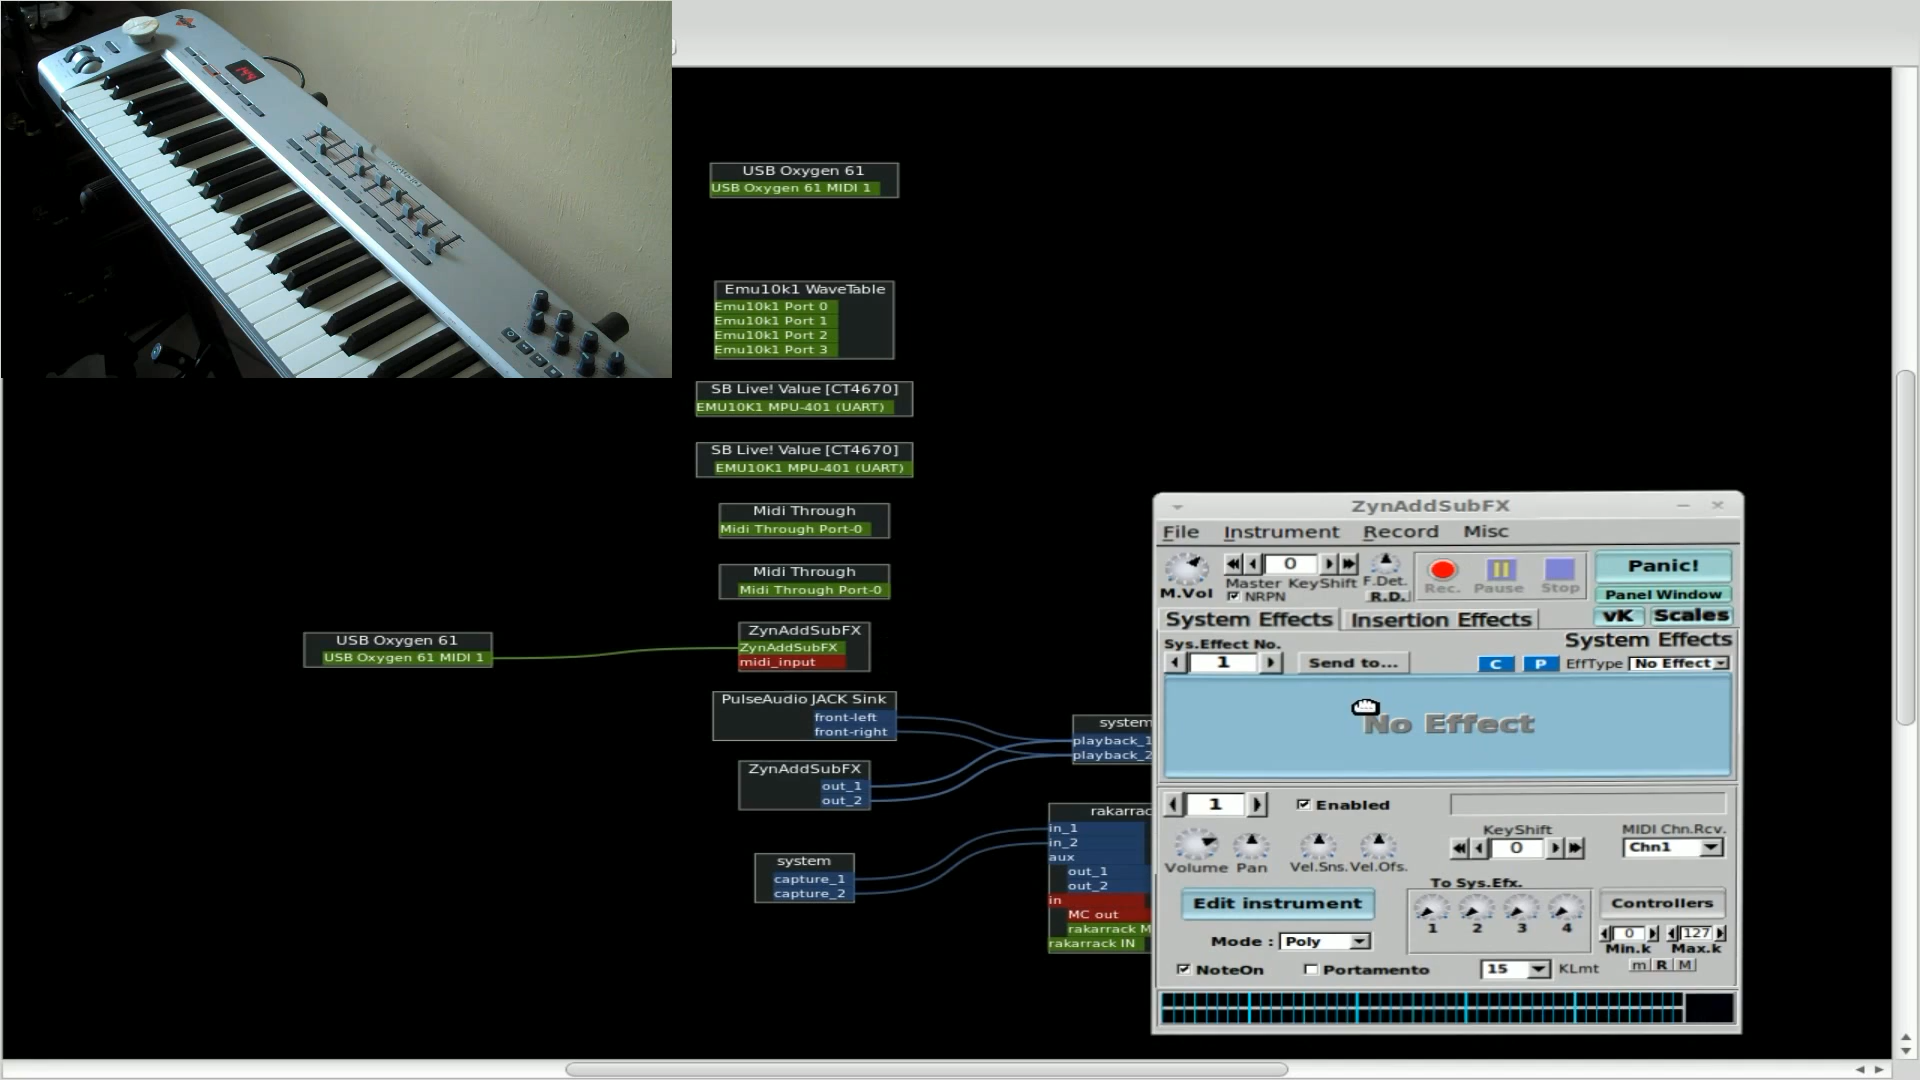 USB Oxygen 61
USB Oxygen 61 MIDI 1
Emu10k1 WaveTable
Emu10k1 Port 0
Emu10k1 Port 1
Emu10k1 Port 2
Emu10k1 Port 3
SB Live! Value [CT4670]
EMU10K1 MPU-401 (UART)
SB Live! Value [CT4670]
EMU10K1 MPU-401 (UART)
Midi Through
Midi Through Port-0
Midi Through
Midi Through Port-0
USB Oxygen 61
USB Oxygen 61 MIDI 1
ZynAddSubFX
ZynAddSubFX
midi_input
PulseAudio JACK Sink
front-left
front-right
ZynAddSubFX
out_1
out_2
system
capture_1
capture_2
system
playback_1
playback_2
rakarrac
in_1
in_2
aux
out_1
out_2
in
MC out
rakarrack M
rakarrack IN
ZynAddSubFX
File Instrument Record Misc
M.Vol
0
Master KeyShift
NRPN
F.Det.
R.D.
Rec. Pause Stop
Panic!
Panel Window
vK Scales
System Effects Insertion Effects
System Effects
Sys.Effect No.
1 Send to... C P EffType No Effect
No Effect
1 Enabled
Volume Pan Vel.Sns. Vel.Ofs.
KeyShift
0
MIDI Chn.Rcv.
Chn1
Edit instrument
Mode : Poly
To Sys.Efx.
1 2 3 4
Controllers
0 127
Min.k Max.k
NoteOn Portamento 15 KLmt
m R M